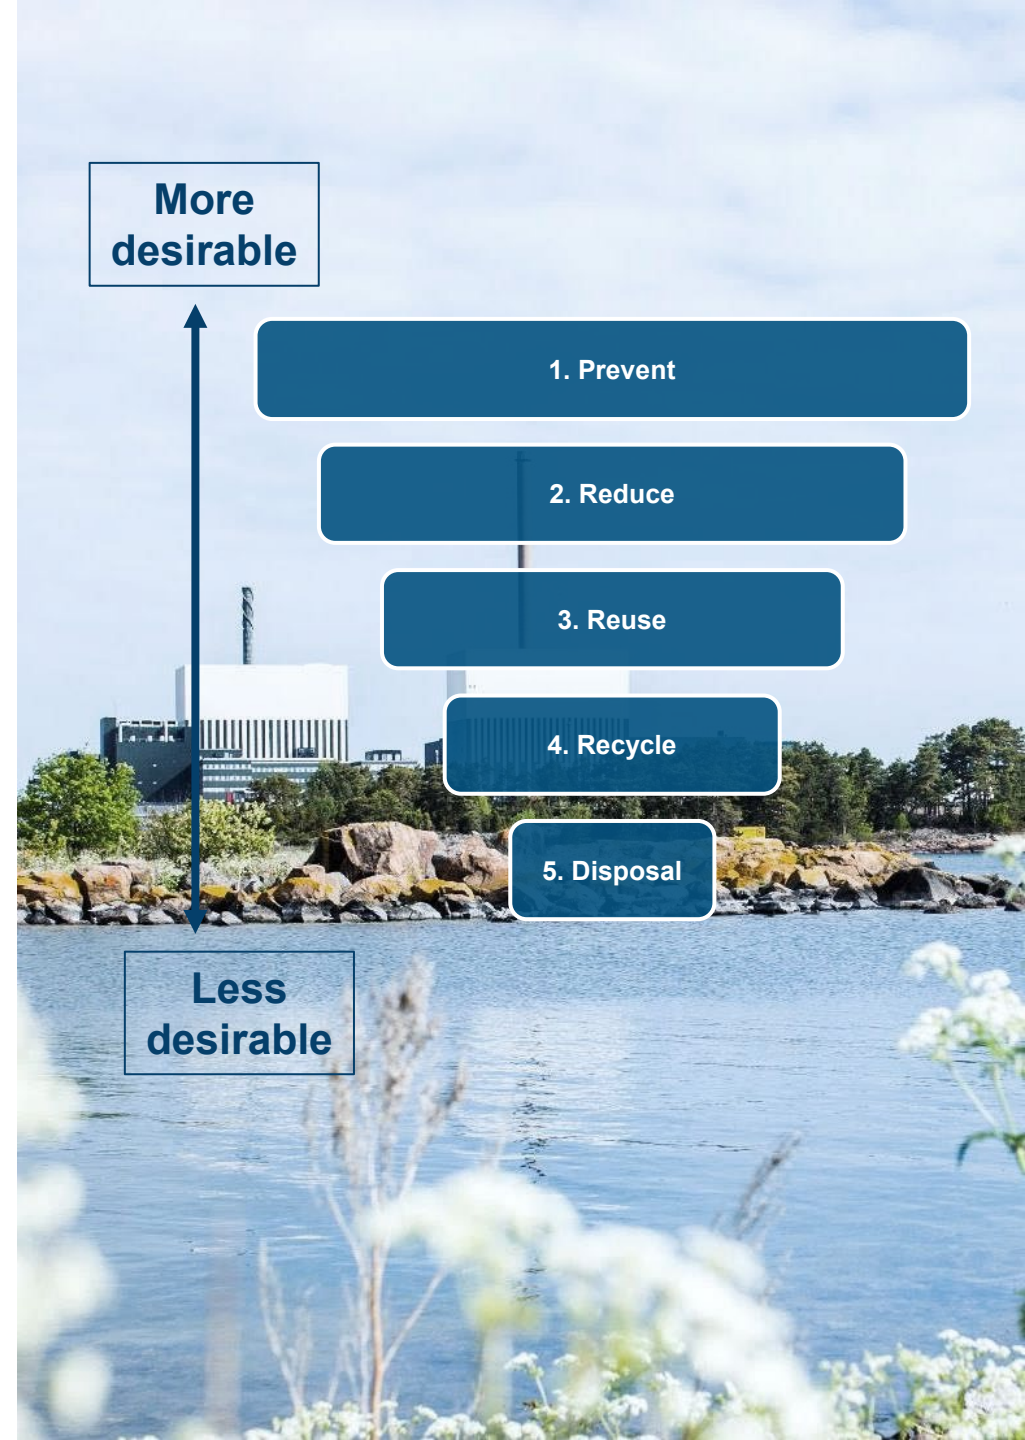 More
desirable
1. Prevent
2. Reduce
3. Reuse
4. Recycle
5. Disposal
Less
desirable